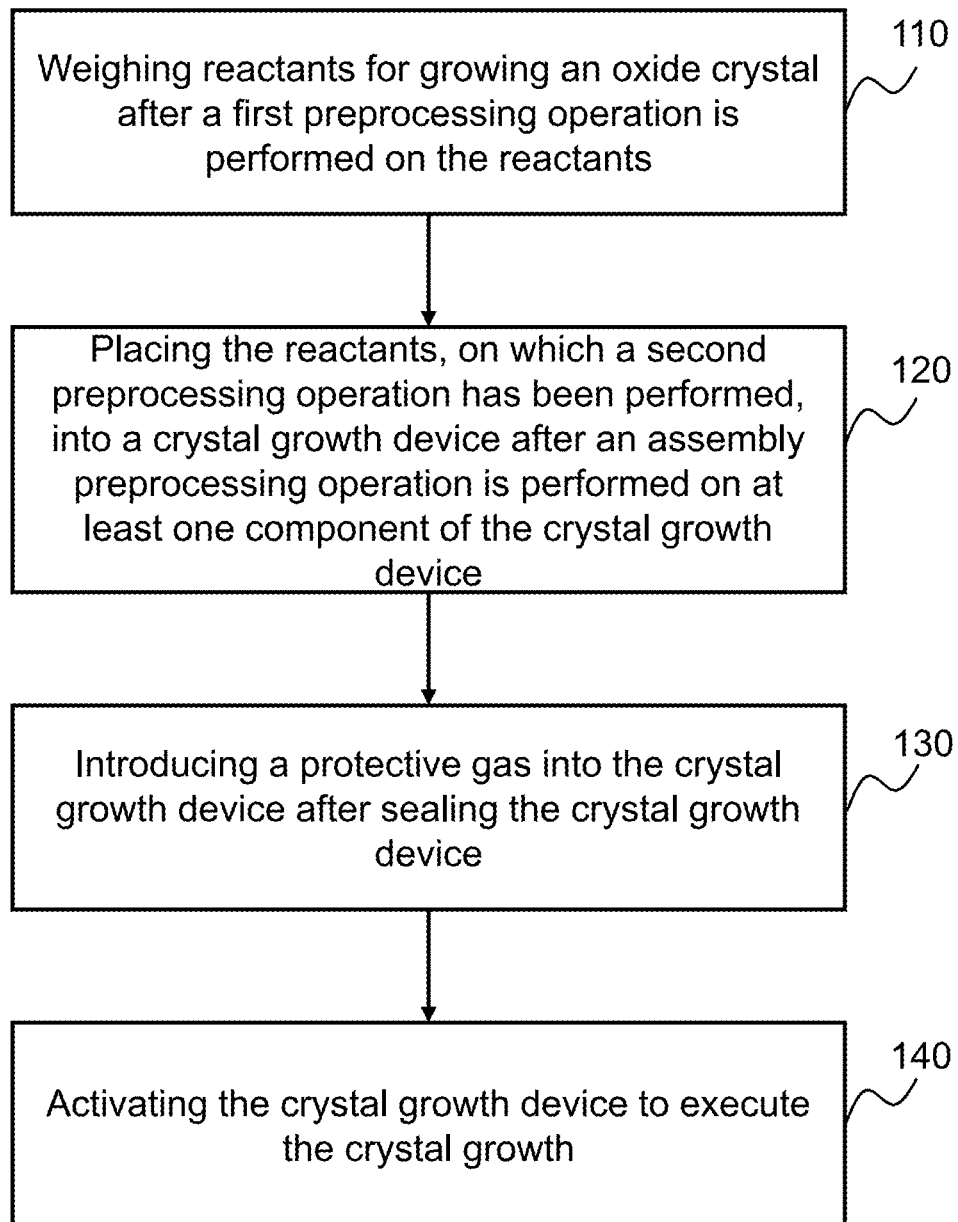 110
Weighing reactants for growing an oxide crystal
after a first preprocessing operation is
performed on the reactants
120
Placing the reactants, on which a second
preprocessing operation has been performed,
into a crystal growth device after an assembly
preprocessing operation is performed on at
least one component of the crystal growth
device
130
Introducing a protective gas into the crystal
growth device after sealing the crystal growth
device
140
Activating the crystal growth device to execute
the crystal growth